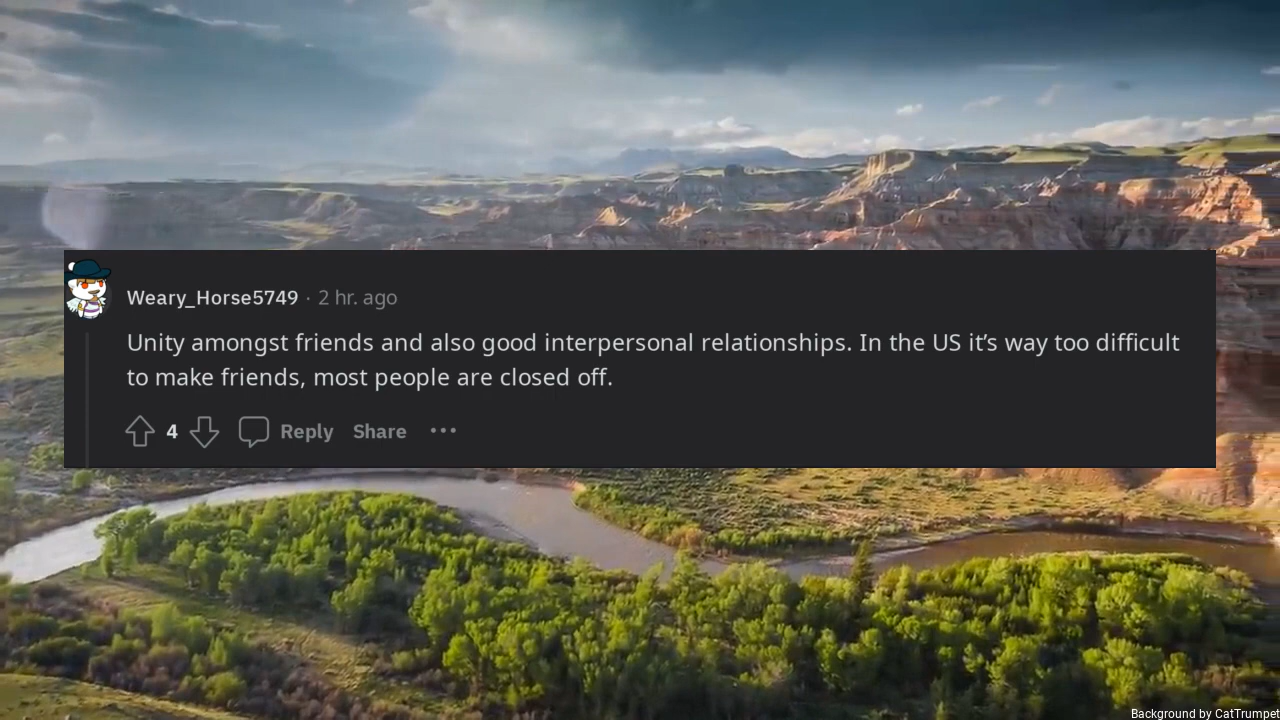 Weary_Horse5749 · 2 hr. ago
Unity amongst friends and also good interpersonal relationships. In the US it’s way too difficult
to make friends, most people are closed off.
4 Reply Share ···
Background by CatTrumpet